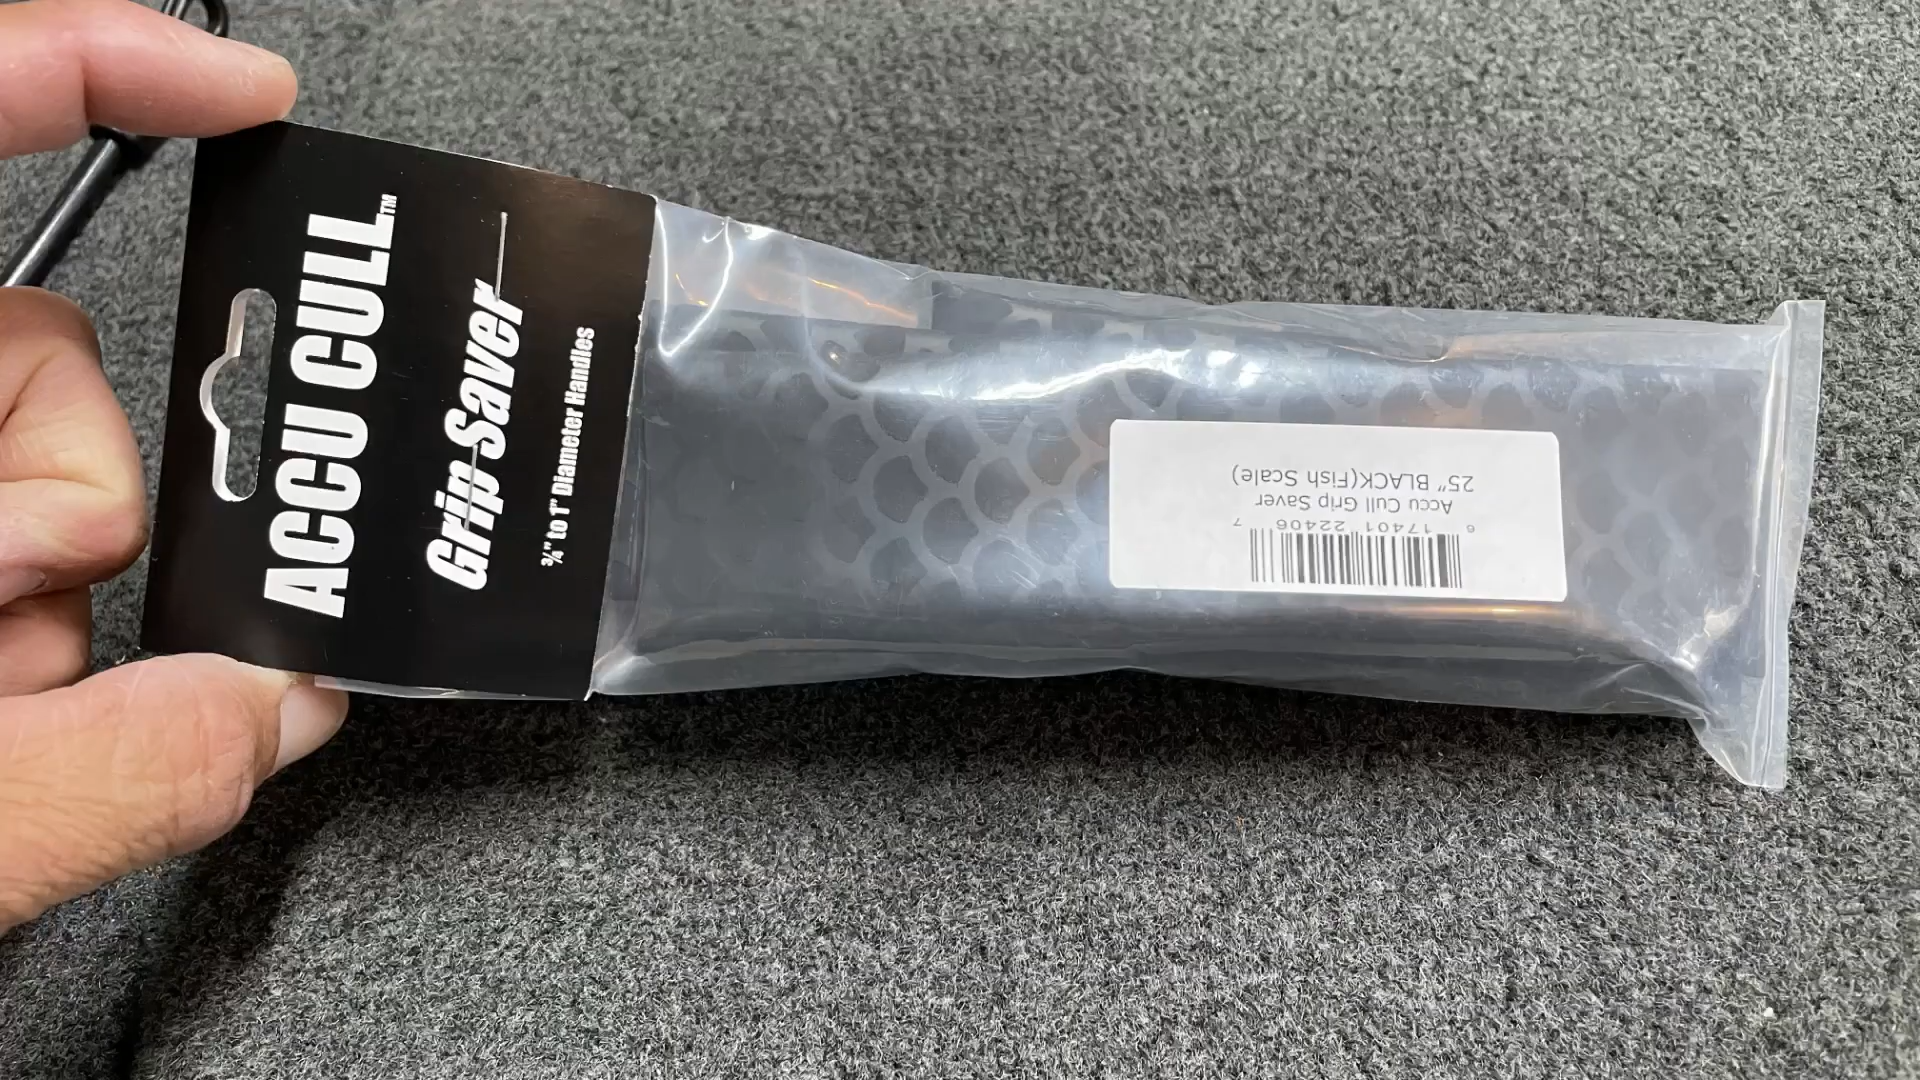 ACCU CULL™
Grip Saver
¾" to 1" Diameter Handles
6 17401 22406 7
Accu Cull Grip Saver
25" BLACK(Fish Scale)